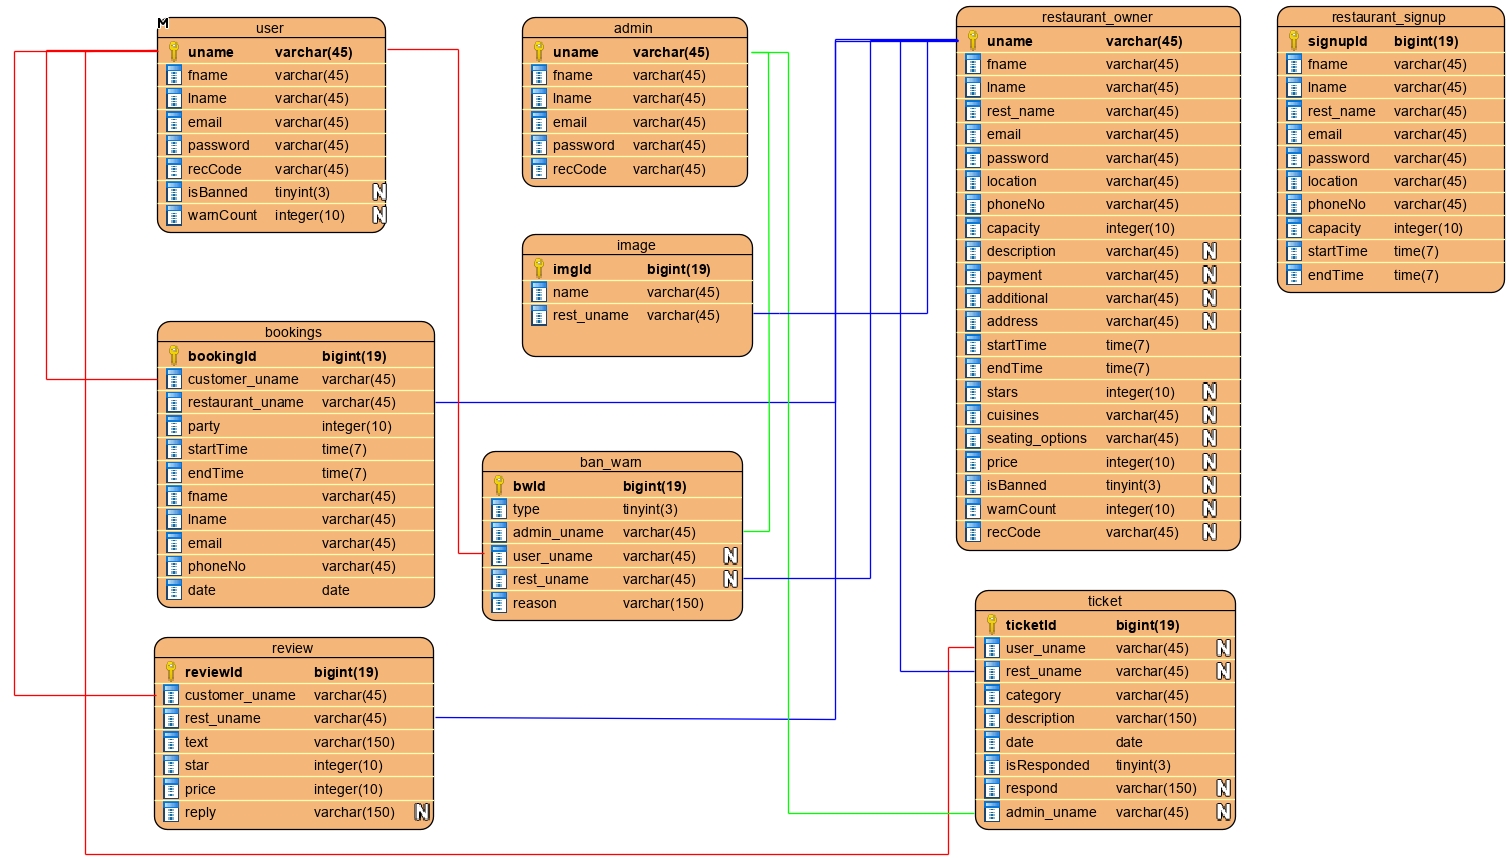 M
user
uname varchar(45)
fname varchar(45)
lname varchar(45)
email varchar(45)
password varchar(45)
recCode varchar(45)
isBanned tinyint(3) N
warnCount integer(10) N
admin
uname varchar(45)
fname varchar(45)
lname varchar(45)
email varchar(45)
password varchar(45)
recCode varchar(45)
restaurant_owner
uname varchar(45)
fname varchar(45)
lname varchar(45)
rest_name varchar(45)
email varchar(45)
password varchar(45)
location varchar(45)
phoneNo varchar(45)
capacity integer(10)
description varchar(45) N
payment varchar(45) N
additional varchar(45) N
address varchar(45) N
startTime time(7)
endTime time(7)
stars integer(10) N
cuisines varchar(45) N
seating_options varchar(45) N
price integer(10) N
isBanned tinyint(3) N
warnCount integer(10) N
recCode varchar(45) N
restaurant_signup
signupId bigint(19)
fname varchar(45)
lname varchar(45)
rest_name varchar(45)
email varchar(45)
password varchar(45)
location varchar(45)
phoneNo varchar(45)
capacity integer(10)
startTime time(7)
endTime time(7)
image
imgId bigint(19)
name varchar(45)
rest_uname varchar(45)
bookings
bookingId bigint(19)
customer_uname varchar(45)
restaurant_uname varchar(45)
party integer(10)
startTime time(7)
endTime time(7)
fname varchar(45)
lname varchar(45)
email varchar(45)
phoneNo varchar(45)
date date
ban_warn
bwId bigint(19)
type tinyint(3)
admin_uname varchar(45)
user_uname varchar(45) N
rest_uname varchar(45) N
reason varchar(150)
review
reviewId bigint(19)
customer_uname varchar(45)
rest_uname varchar(45)
text varchar(150)
star integer(10)
price integer(10)
reply varchar(150) N
ticket
ticketId bigint(19)
user_uname varchar(45) N
rest_uname varchar(45) N
category varchar(45)
description varchar(150)
date date
isResponded tinyint(3)
respond varchar(150) N
admin_uname varchar(45) N